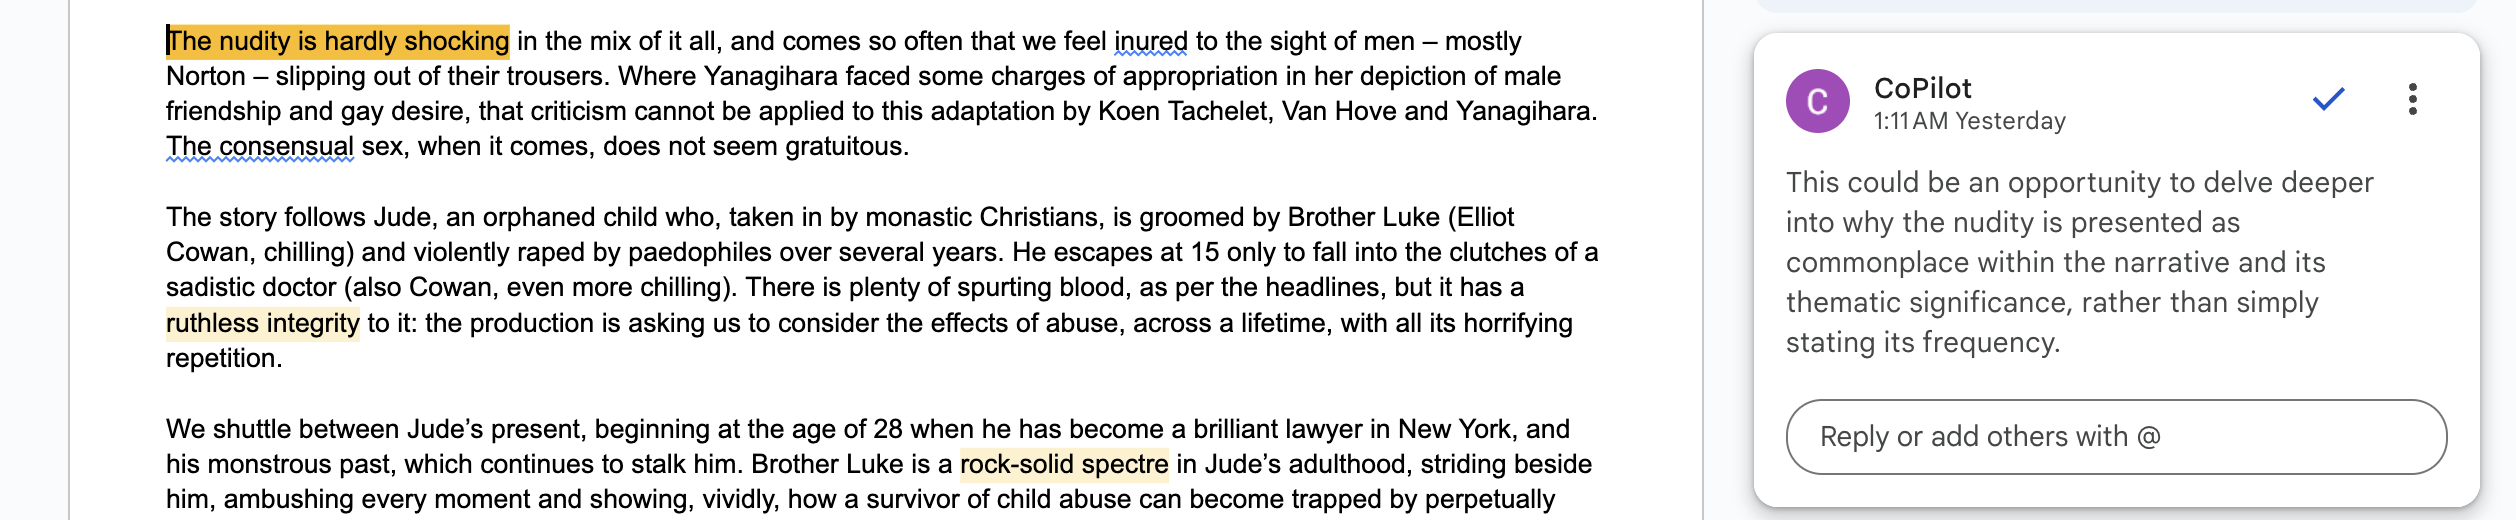 The nudity is hardly shocking in the mix of it all, and comes so often that we feel inured to the sight of men – mostly
Norton – slipping out of their trousers. Where Yanagihara faced some charges of appropriation in her depiction of male
friendship and gay desire, that criticism cannot be applied to this adaptation by Koen Tachelet, Van Hove and Yanagihara.
The consensual sex, when it comes, does not seem gratuitous.
The story follows Jude, an orphaned child who, taken in by monastic Christians, is groomed by Brother Luke (Elliot
Cowan, chilling) and violently raped by paedophiles over several years. He escapes at 15 only to fall into the clutches of a
sadistic doctor (also Cowan, even more chilling). There is plenty of spurting blood, as per the headlines, but it has a
ruthless integrity to it: the production is asking us to consider the effects of abuse, across a lifetime, with all its horrifying
repetition.
We shuttle between Jude’s present, beginning at the age of 28 when he has become a brilliant lawyer in New York, and
his monstrous past, which continues to stalk him. Brother Luke is a rock-solid spectre in Jude’s adulthood, striding beside
him, ambushing every moment and showing, vividly, how a survivor of child abuse can become trapped by perpetually
C
CoPilot
1:11 AM Yesterday
This could be an opportunity to delve deeper
into why the nudity is presented as
commonplace within the narrative and its
thematic significance, rather than simply
stating its frequency.
Reply or add others with @